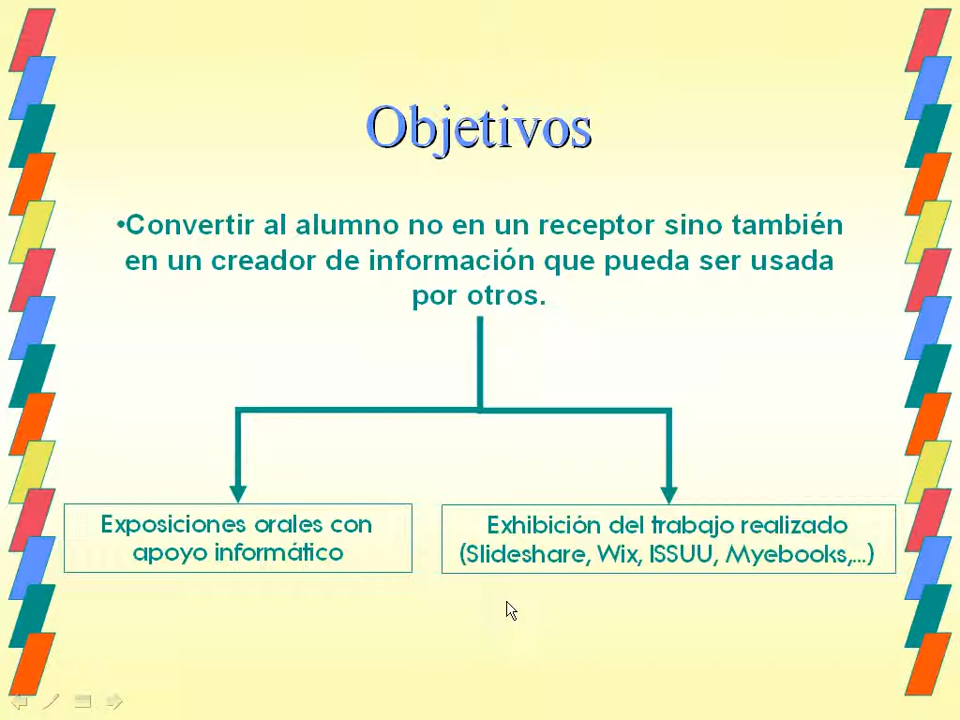 Objetivos
•Convertir al alumno no en un receptor sino también
en un creador de información que pueda ser usada
por otros.
Exposiciones orales con
apoyo informático
Exhibición del trabajo realizado
(Slideshare, Wix, ISSUU, Myebooks,...)